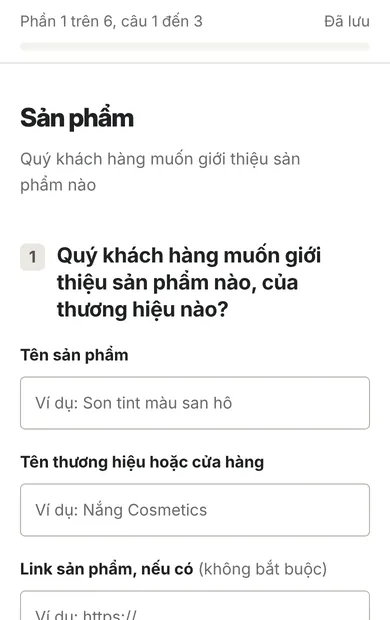 Phần 1 trên 6, câu 1 đến 3
Đã lưu
Sản phẩm
Quý khách hàng muốn giới thiệu sản
phẩm nào
1
Quý khách hàng muốn giới
thiệu sản phẩm nào, của
thương hiệu nào?
Tên sản phẩm
Ví dụ: Son tint màu san hô
Tên thương hiệu hoặc cửa hàng
Ví dụ: Nắng Cosmetics
Link sản phẩm, nếu có (không bắt buộc)
Ví dụ: https://